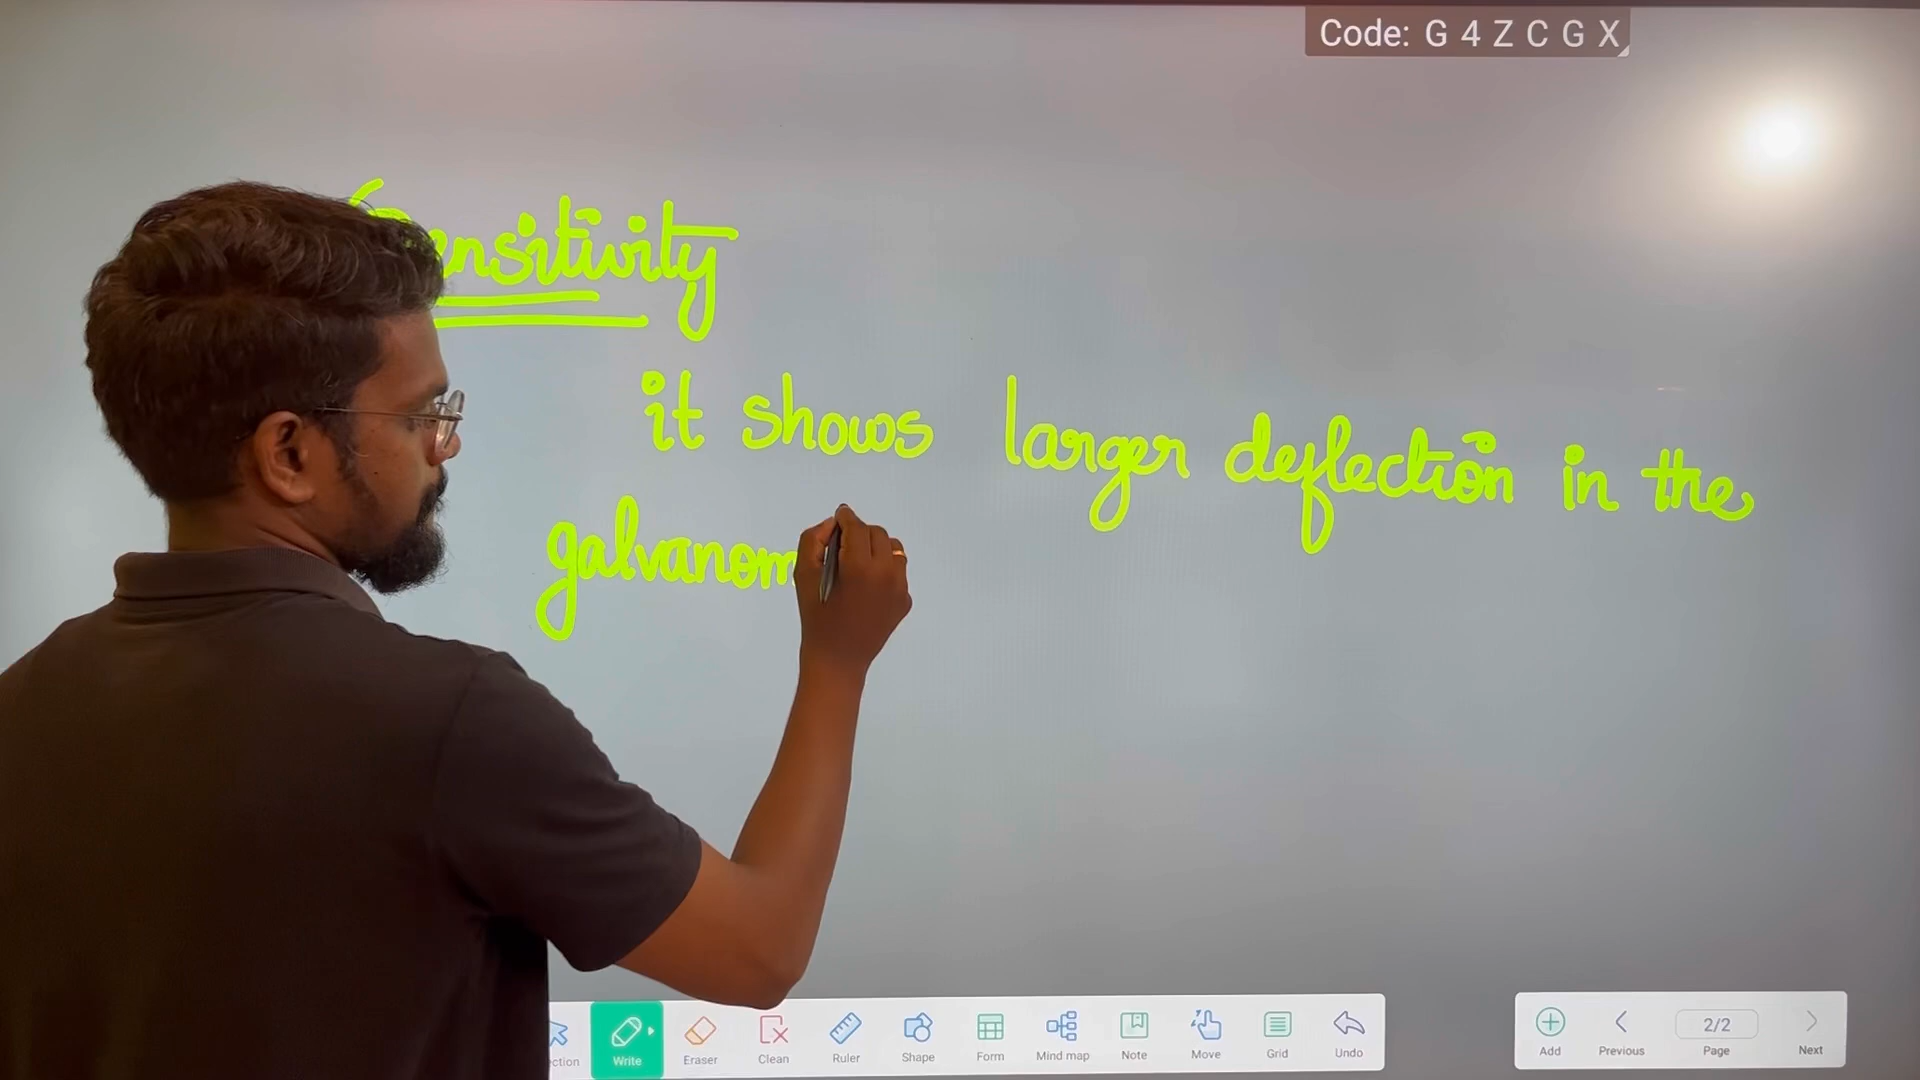 Code: G 4 Z C G X
Sensitivity
it shows larger deflection in the
galvanom
Write
Eraser
Clean
Ruler
Shape
Form
Mind map
Note
Move
Grid
Undo
Add
Previous
2/2
Page
Next